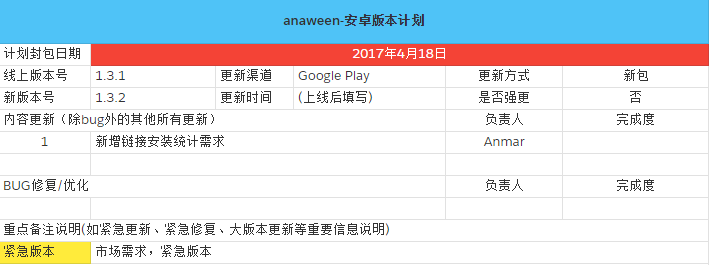 anaween-安卓版本计划
计划封包日期 2017年4月18日
线上版本号 1.3.1 更新渠道 Google Play 更新方式 新包
新版本号 1.3.2 更新时间 (上线后填写) 是否强更 否
内容更新（除bug外的其他所有更新） 负责人 完成度
1 新增链接安装统计需求 Anmar
BUG修复/优化 负责人 完成度
重点备注说明(如紧急更新、紧急修复、大版本更新等重要信息说明)
紧急版本 市场需求，紧急版本